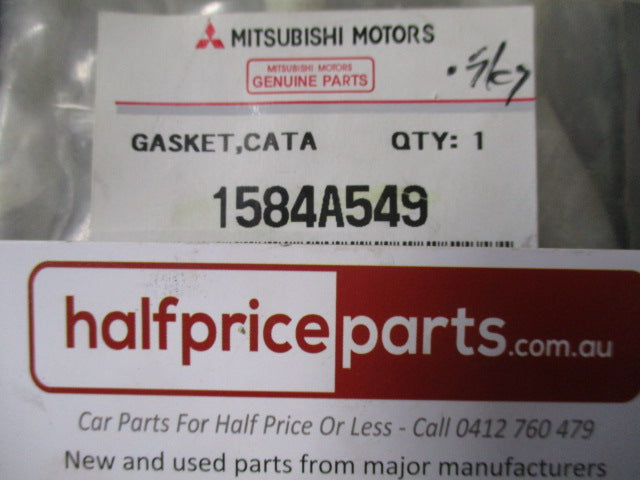 MITSUBISHI MOTORS
MITSUBISHI MOTORS
GENUINE PARTS
GASKET,CATA QTY: 1
1584A549
halfpriceparts.com.au
Car Parts For Half Price Or Less - Call 0412 760 479
New and used parts from major manufacturers